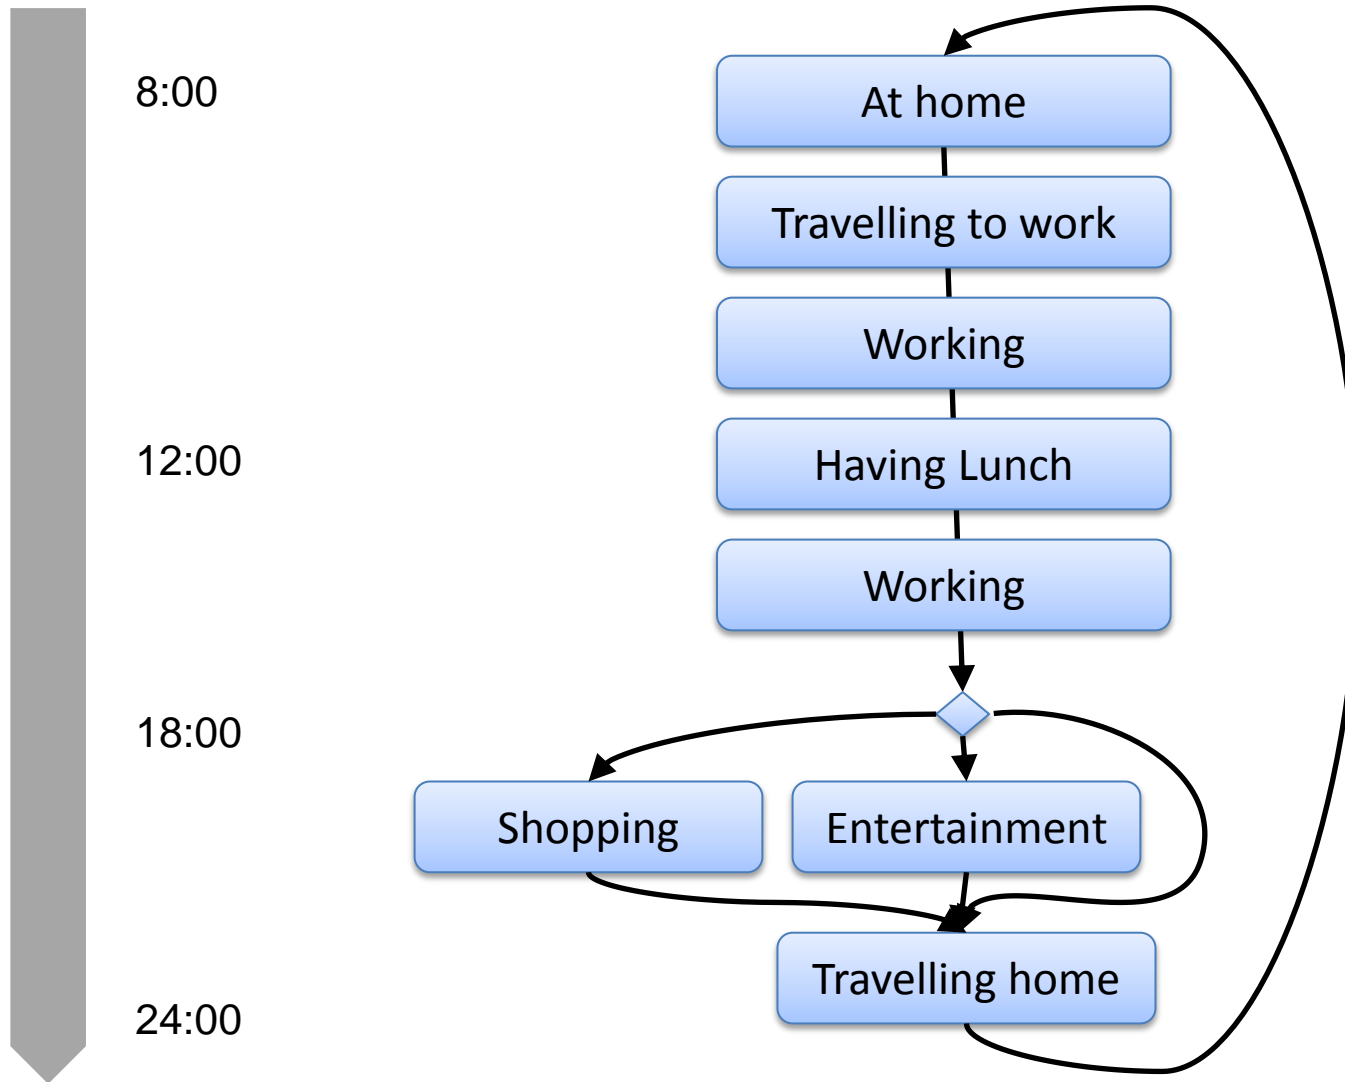 8:00
At home
Travelling to work
Working
12:00
Having Lunch
Working
18:00
Shopping
Entertainment
Travelling home
24:00